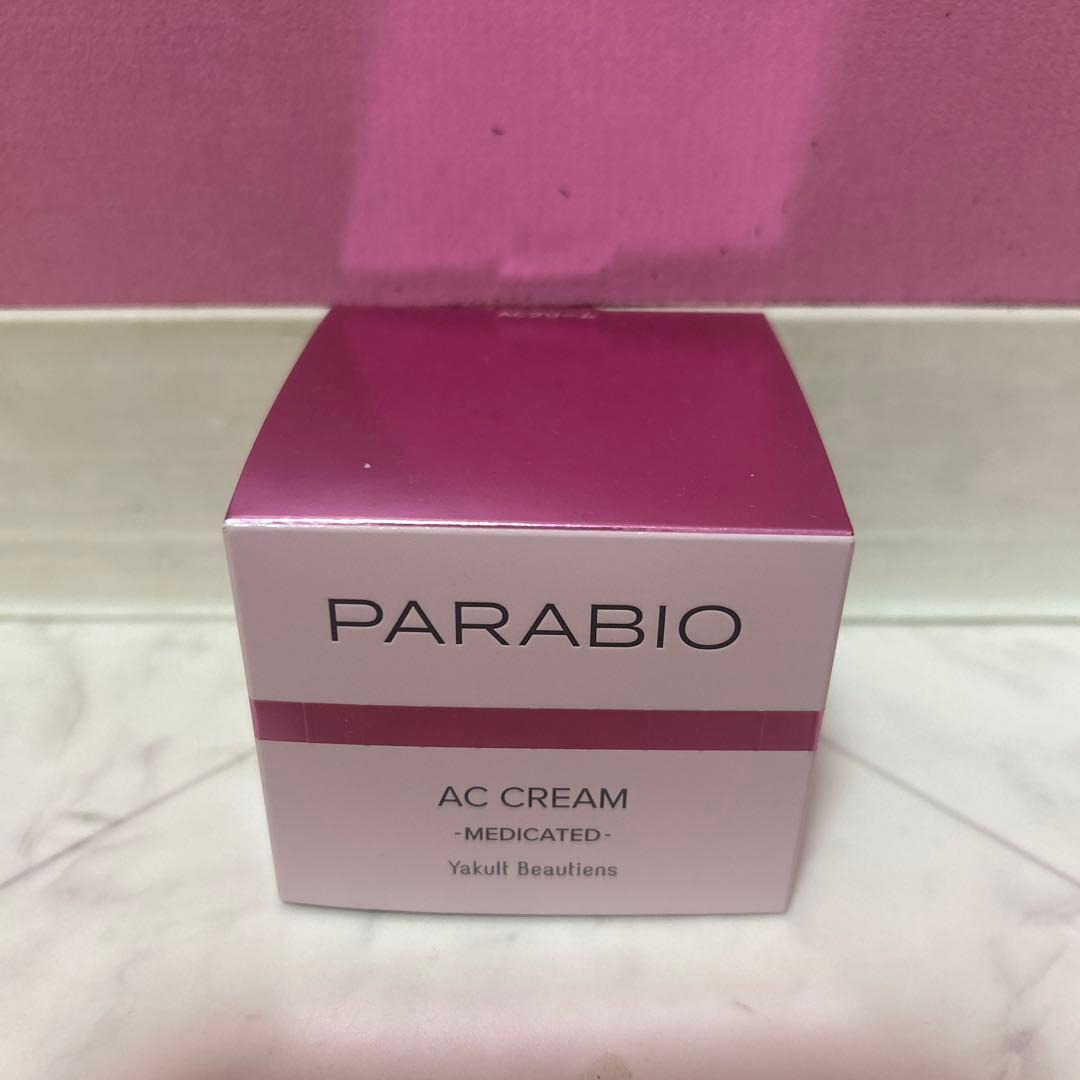 PARABIO
AC CREAM
-MEDICATED-
Yakult Beautiens